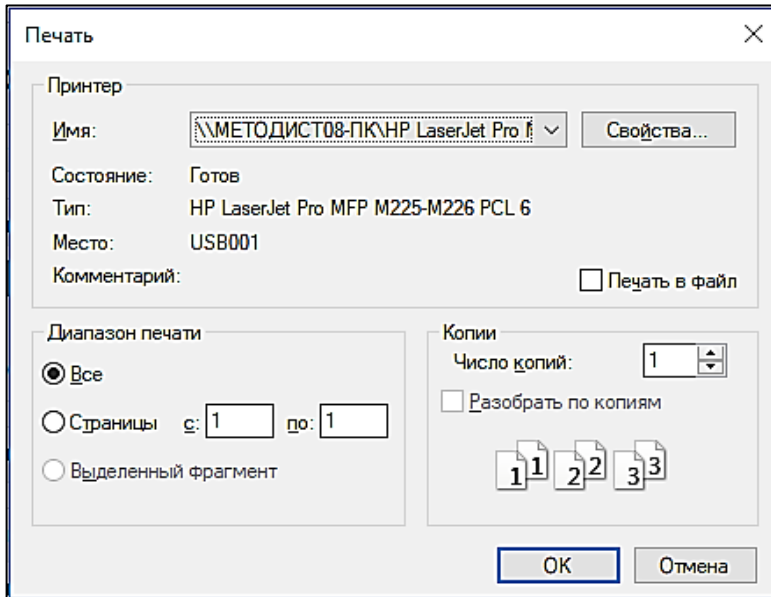 Печать
Принтер
Имя: \\МЕТОДИСТ08-ПК\HP LaserJet Pro Свойства...
Состояние: Готов
Тип: HP LaserJet Pro MFP M225-M226 PCL 6
Место: USB001
Комментарий: Печать в файл
Диапазон печати
Все
Страницы с: 1 по: 1
Выделенный фрагмент
Копии
Число копий: 1
Разобрать по копиям
1 1 2 2 3 3
OK Отмена